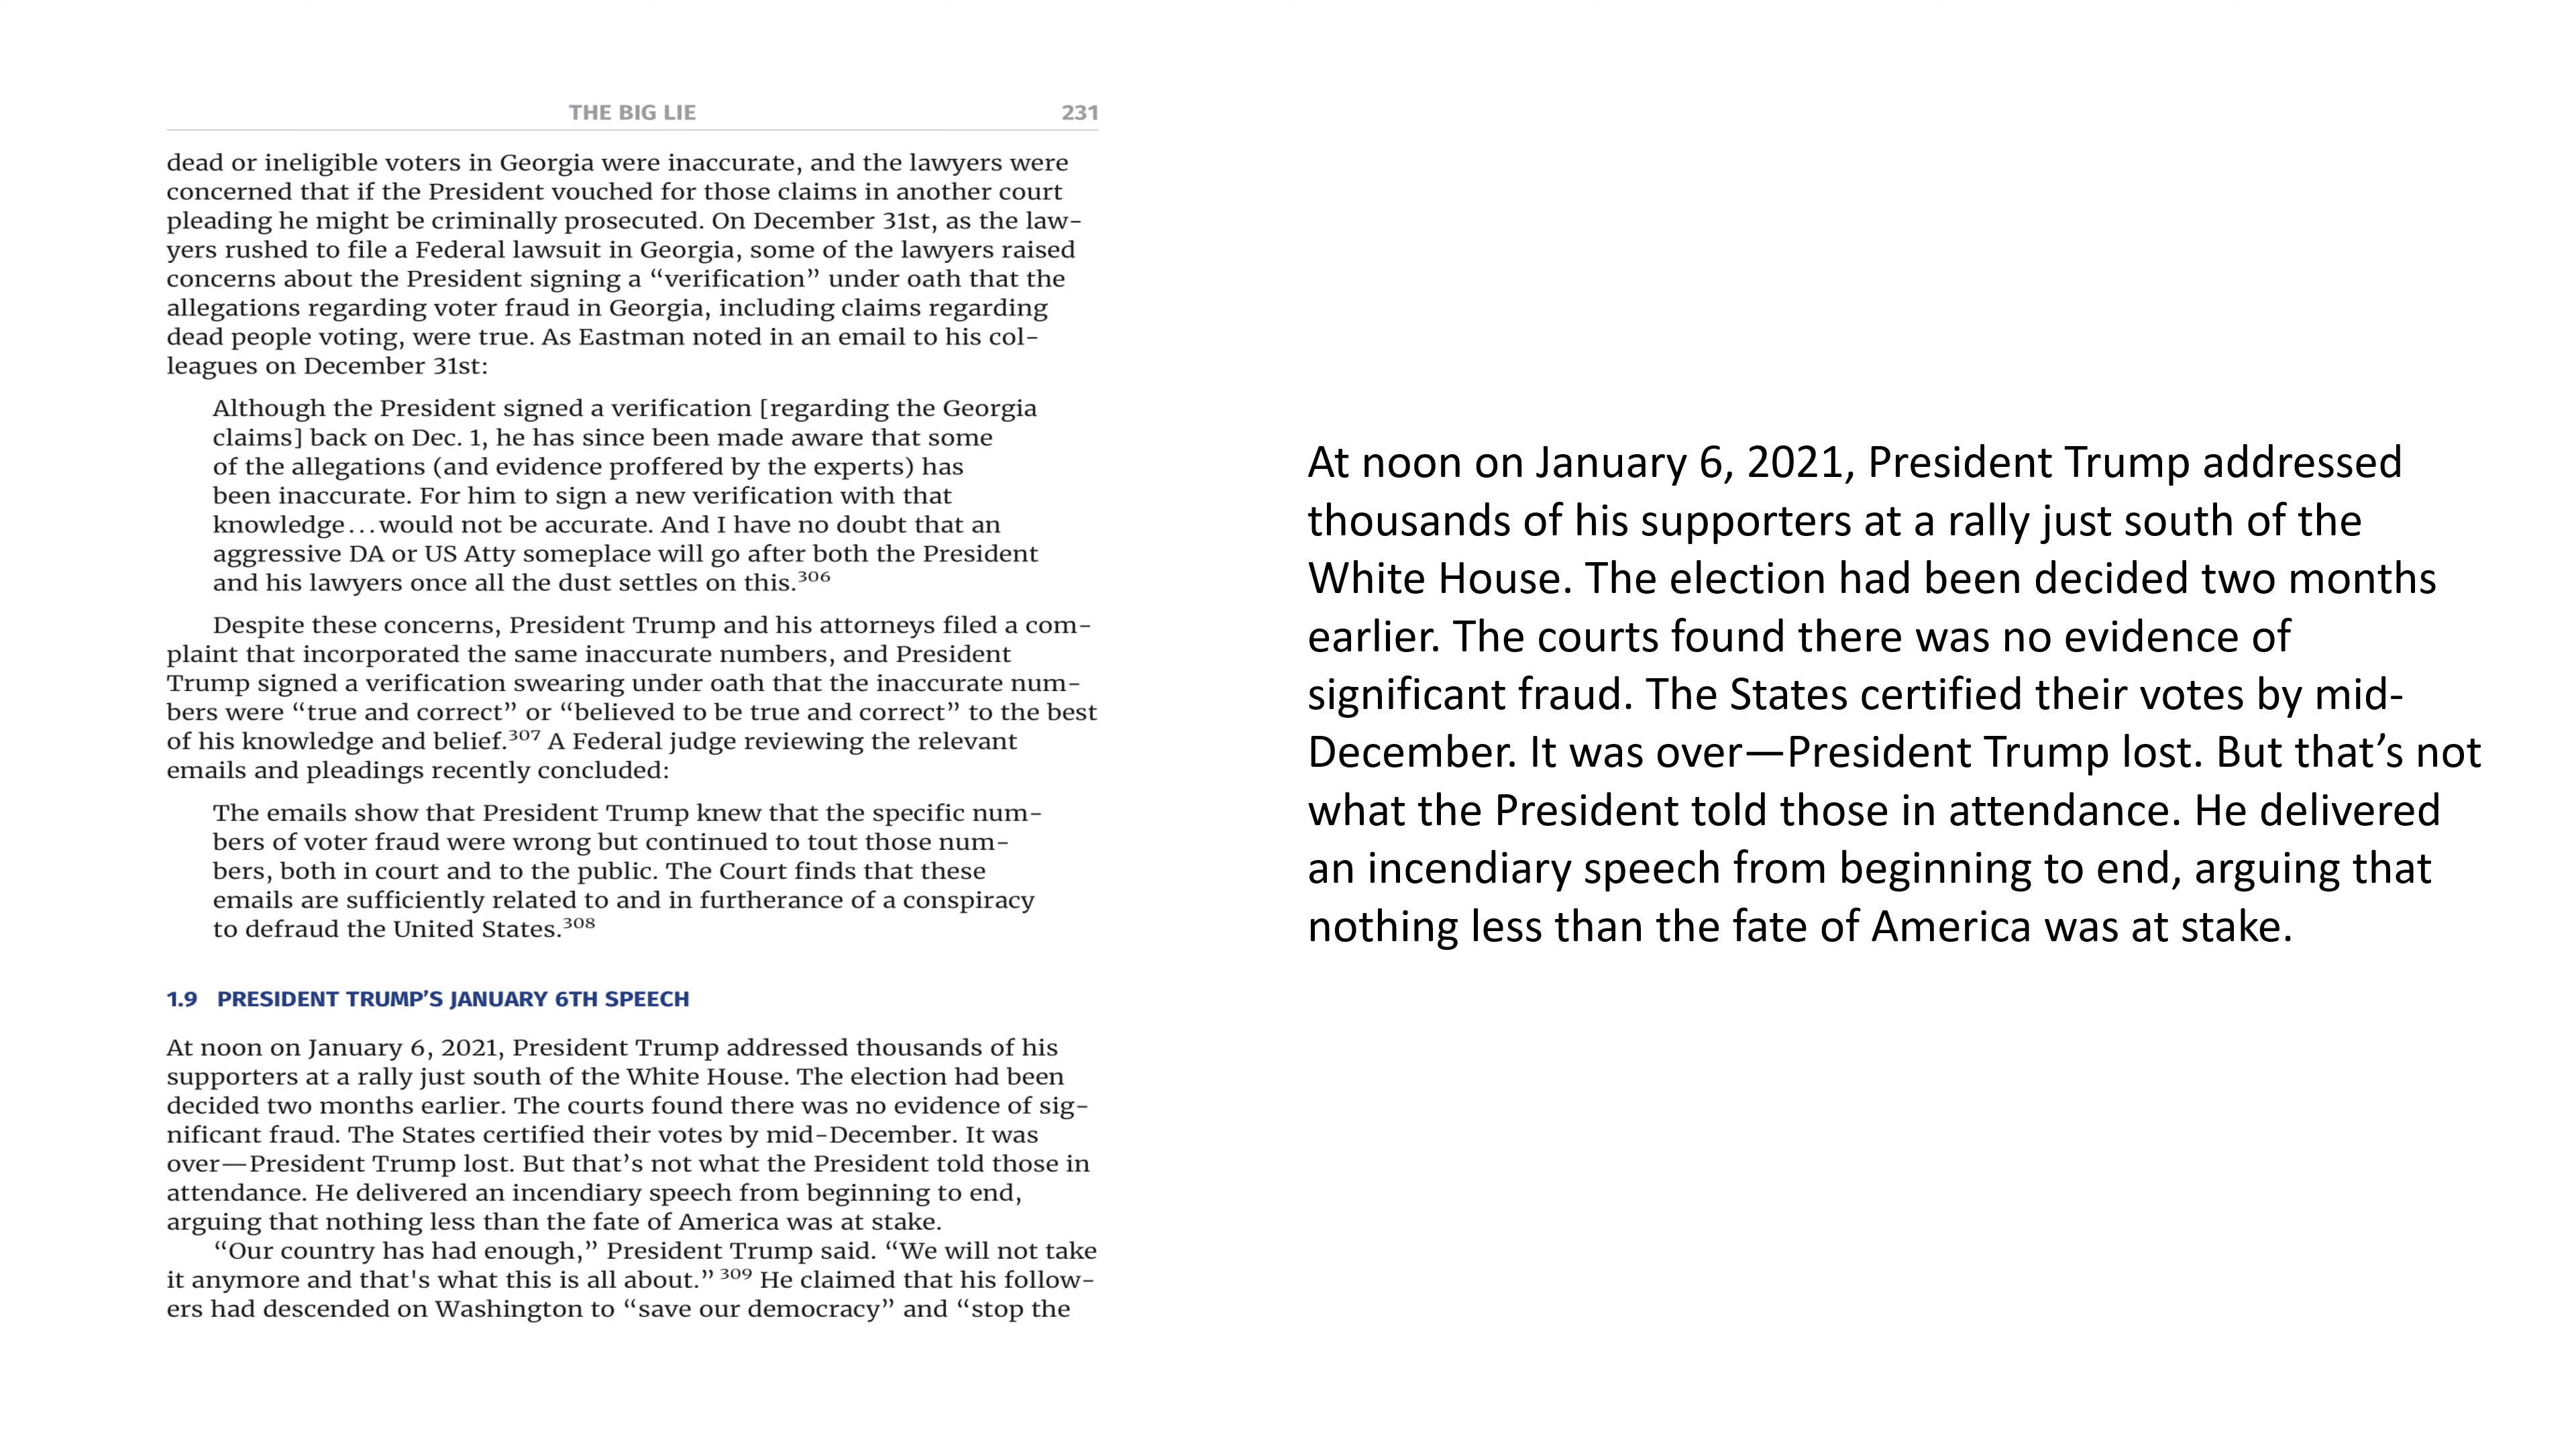 THE BIG LIE 231
dead or ineligible voters in Georgia were inaccurate, and the lawyers were
concerned that if the President vouched for those claims in another court
pleading he might be criminally prosecuted. On December 31st, as the law-
yers rushed to file a Federal lawsuit in Georgia, some of the lawyers raised
concerns about the President signing a “verification” under oath that the
allegations regarding voter fraud in Georgia, including claims regarding
dead people voting, were true. As Eastman noted in an email to his col-
leagues on December 31st:
Although the President signed a verification [regarding the Georgia
claims] back on Dec. 1, he has since been made aware that some
of the allegations (and evidence proffered by the experts) has
been inaccurate. For him to sign a new verification with that
knowledge…would not be accurate. And I have no doubt that an
aggressive DA or US Atty someplace will go after both the President
and his lawyers once all the dust settles on this.306
Despite these concerns, President Trump and his attorneys filed a com-
plaint that incorporated the same inaccurate numbers, and President
Trump signed a verification swearing under oath that the inaccurate num-
bers were “true and correct” or “believed to be true and correct” to the best
of his knowledge and belief.307 A Federal judge reviewing the relevant
emails and pleadings recently concluded:
The emails show that President Trump knew that the specific num-
bers of voter fraud were wrong but continued to tout those num-
bers, both in court and to the public. The Court finds that these
emails are sufficiently related to and in furtherance of a conspiracy
to defraud the United States.308
1.9 PRESIDENT TRUMP’S JANUARY 6TH SPEECH
At noon on January 6, 2021, President Trump addressed thousands of his
supporters at a rally just south of the White House. The election had been
decided two months earlier. The courts found there was no evidence of sig-
nificant fraud. The States certified their votes by mid-December. It was
over—President Trump lost. But that’s not what the President told those in
attendance. He delivered an incendiary speech from beginning to end,
arguing that nothing less than the fate of America was at stake.
“Our country has had enough,” President Trump said. “We will not take
it anymore and that's what this is all about.” 309 He claimed that his follow-
ers had descended on Washington to “save our democracy” and “stop the
At noon on January 6, 2021, President Trump addressed
thousands of his supporters at a rally just south of the
White House. The election had been decided two months
earlier. The courts found there was no evidence of
significant fraud. The States certified their votes by mid-
December. It was over—President Trump lost. But that’s not
what the President told those in attendance. He delivered
an incendiary speech from beginning to end, arguing that
nothing less than the fate of America was at stake.